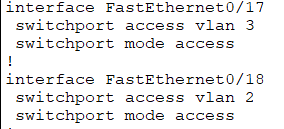 interface FastEthernet0/17
 switchport access vlan 3
 switchport mode access
!
interface FastEthernet0/18
 switchport access vlan 2
 switchport mode access